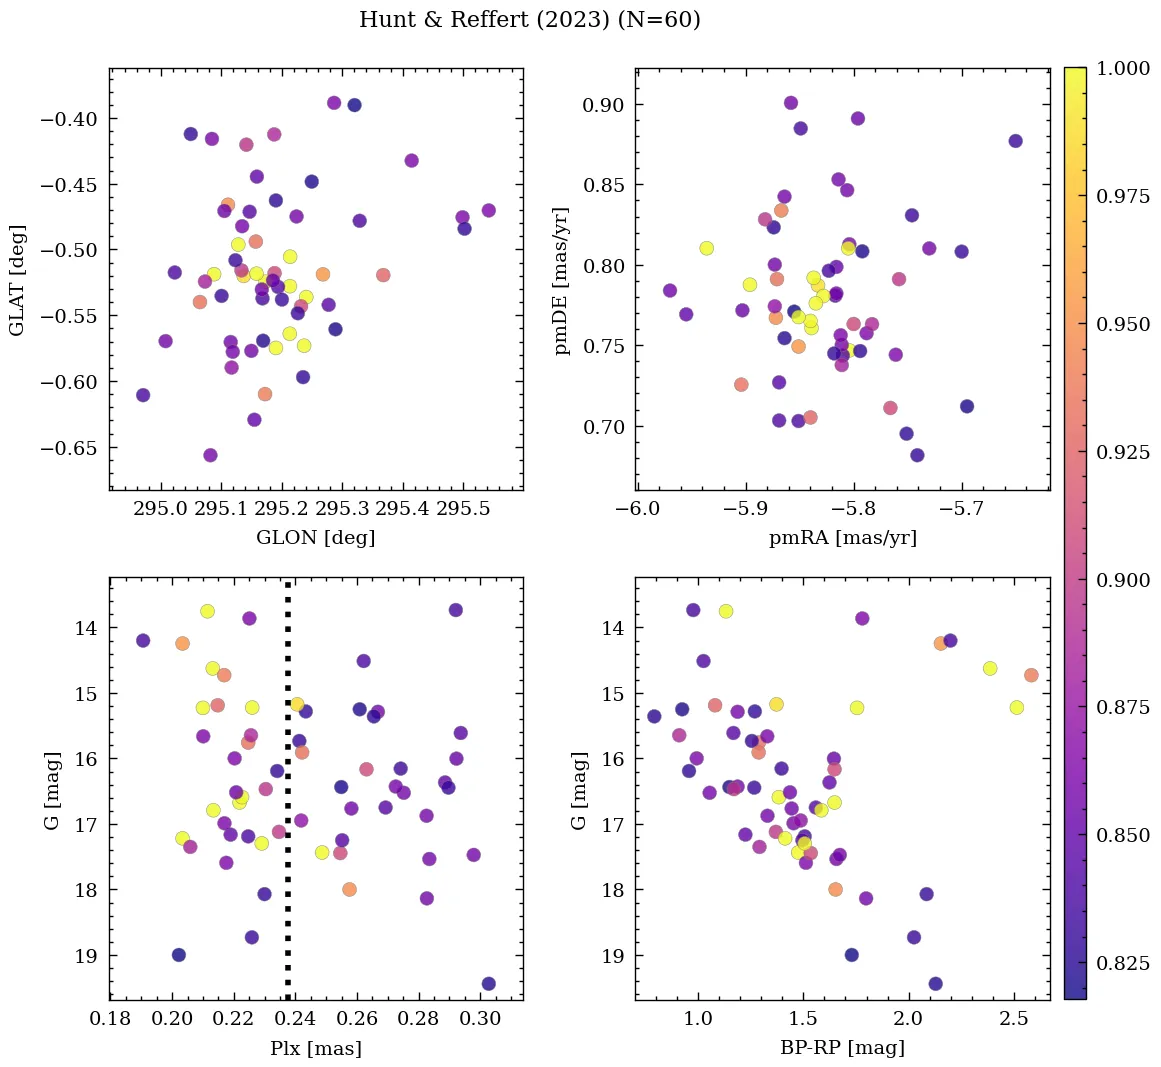 Hunt & Reffert (2023) (N=60)
−0.40
−0.45
−0.50
−0.55
−0.60
−0.65
GLAT [deg]
295.0 295.1 295.2 295.3 295.4 295.5
GLON [deg]
0.90
0.85
0.80
0.75
0.70
pmDE [mas/yr]
−6.0 −5.9 −5.8 −5.7
pmRA [mas/yr]
14
15
16
17
18
19
G [mag]
0.18 0.20 0.22 0.24 0.26 0.28 0.30
Plx [mas]
14
15
16
17
18
19
G [mag]
1.0 1.5 2.0 2.5
BP-RP [mag]
1.000
0.975
0.950
0.925
0.900
0.875
0.850
0.825